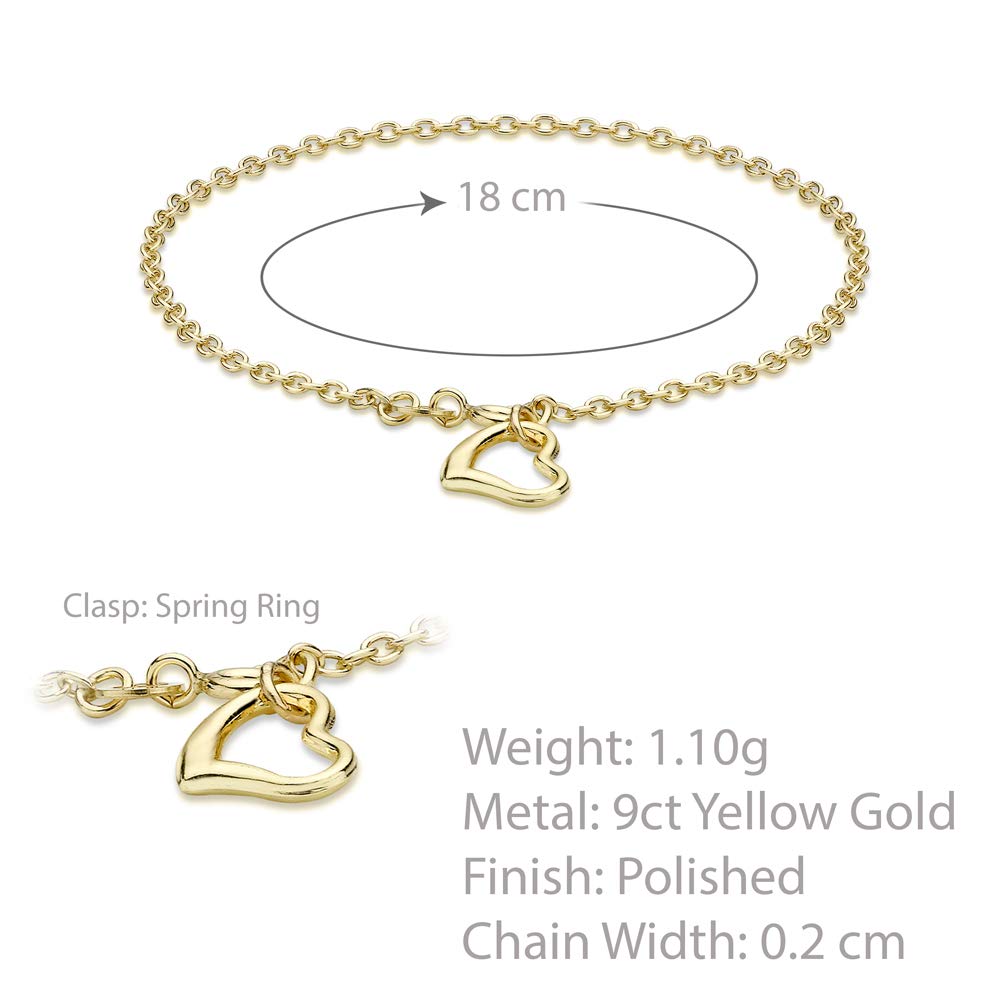 18 cm
Clasp: Spring Ring
Weight: 1.10g
Metal: 9ct Yellow Gold
Finish: Polished
Chain Width: 0.2 cm